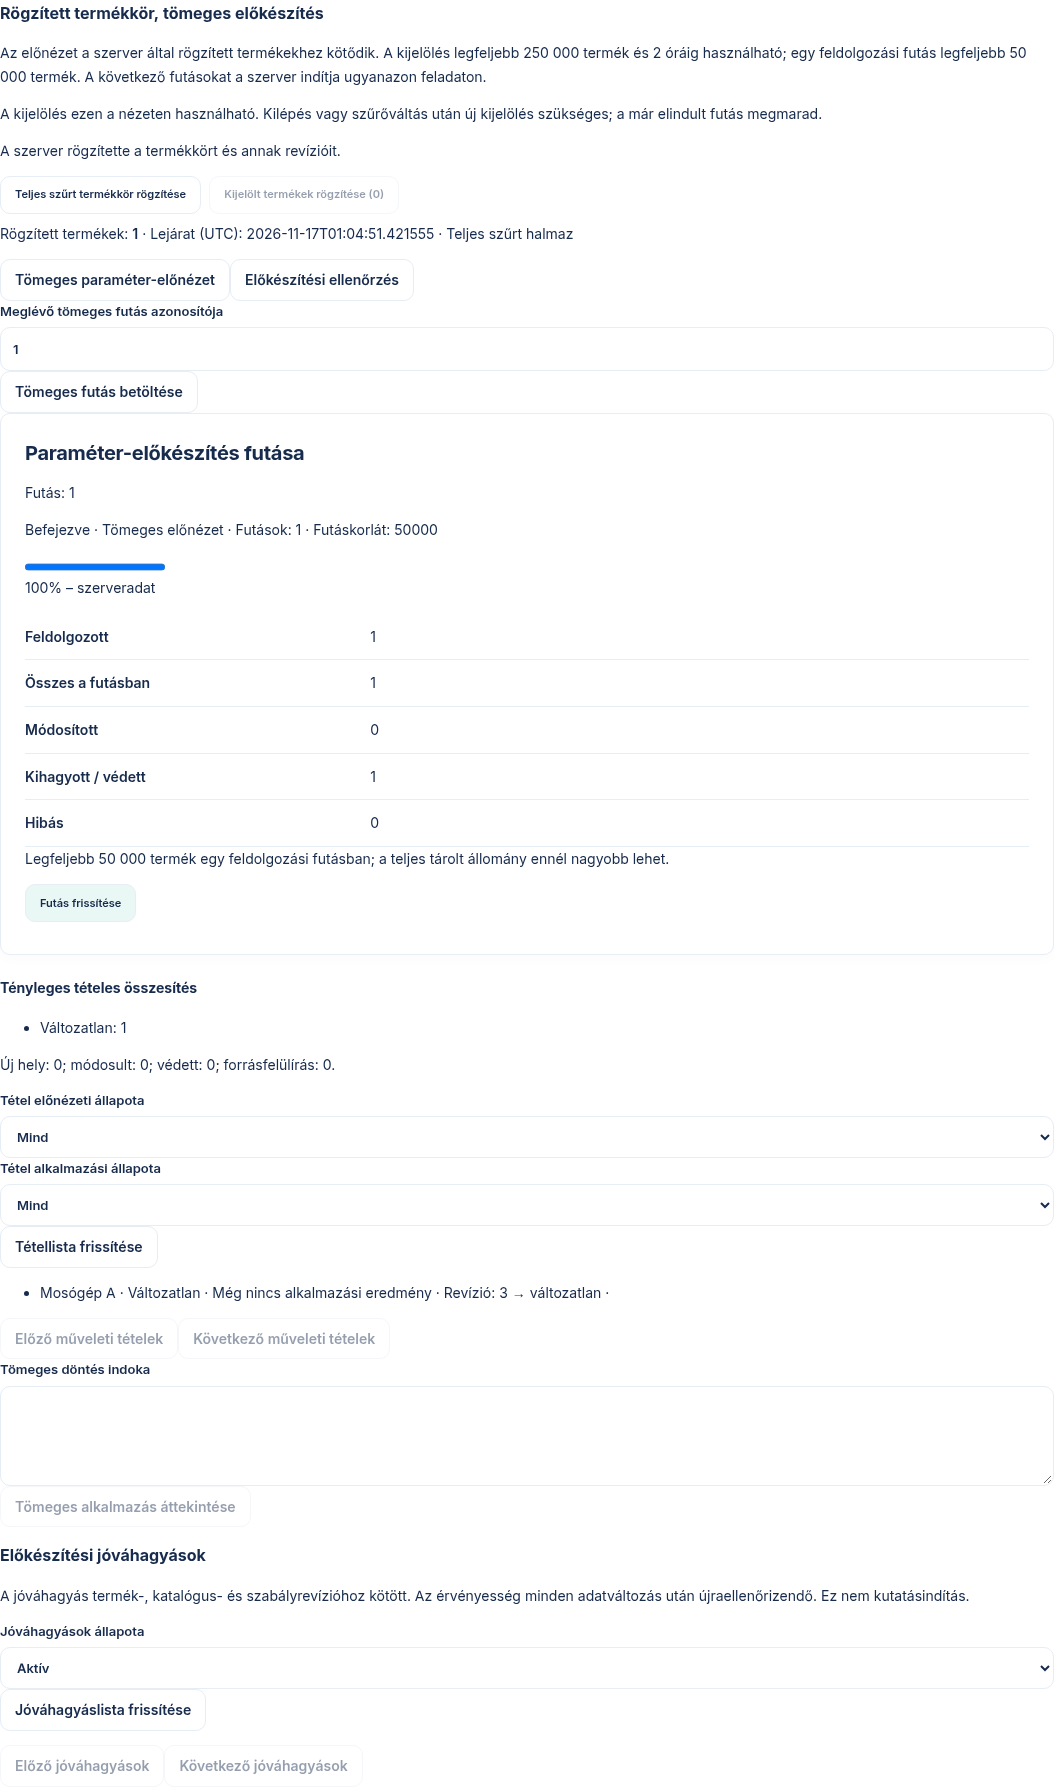 Rögzített termékkör, tömeges előkészítés
Az előnézet a szerver által rögzített termékekhez kötődik. A kijelölés legfeljebb 250 000 termék és 2 óráig használható; egy feldolgozási futás legfeljebb 50
000 termék. A következő futásokat a szerver indítja ugyanazon feladaton.
A kijelölés ezen a nézeten használható. Kilépés vagy szűrőváltás után új kijelölés szükséges; a már elindult futás megmarad.
A szerver rögzítette a termékkört és annak revízióit.
Teljes szűrt termékkör rögzítése
Kijelölt termékek rögzítése (0)
Rögzített termékek: 1 · Lejárat (UTC): 2026-11-17T01:04:51.421555 · Teljes szűrt halmaz
Tömeges paraméter-előnézet
Előkészítési ellenőrzés
Meglévő tömeges futás azonosítója
1
Tömeges futás betöltése
Paraméter-előkészítés futása
Futás: 1
Befejezve · Tömeges előnézet · Futások: 1 · Futáskorlát: 50000
100% – szerveradat
Feldolgozott 1
Összes a futásban 1
Módosított 0
Kihagyott / védett 1
Hibás 0
Legfeljebb 50 000 termék egy feldolgozási futásban; a teljes tárolt állomány ennél nagyobb lehet.
Futás frissítése
Tényleges tételes összesítés
• Változatlan: 1
Új hely: 0; módosult: 0; védett: 0; forrásfelülírás: 0.
Tétel előnézeti állapota
Mind
Tétel alkalmazási állapota
Mind
Tétellista frissítése
• Mosógép A · Változatlan · Még nincs alkalmazási eredmény · Revízió: 3 → változatlan ·
Előző műveleti tételek
Következő műveleti tételek
Tömeges döntés indoka
Tömeges alkalmazás áttekintése
Előkészítési jóváhagyások
A jóváhagyás termék-, katalógus- és szabályrevízióhoz kötött. Az érvényesség minden adatváltozás után újraellenőrizendő. Ez nem kutatásindítás.
Jóváhagyások állapota
Aktív
Jóváhagyáslista frissítése
Előző jóváhagyások
Következő jóváhagyások